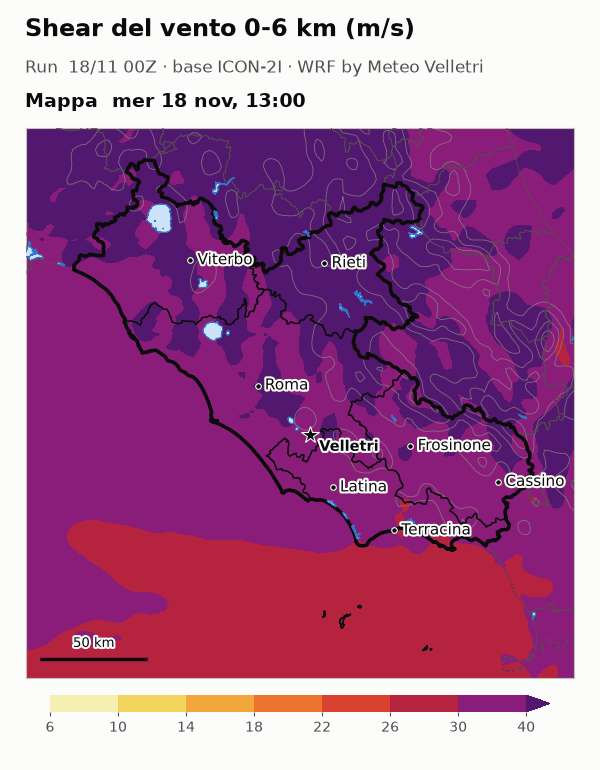 Shear del vento 0-6 km (m/s)
Run  18/11 00Z · base ICON-2I · WRF by Meteo Velletri
Mappa  mer 18 nov, 13:00
Viterbo
Rieti
Roma
Velletri
Frosinone
Latina
Cassino
Terracina
50 km
6 10 14 18 22 26 30 40